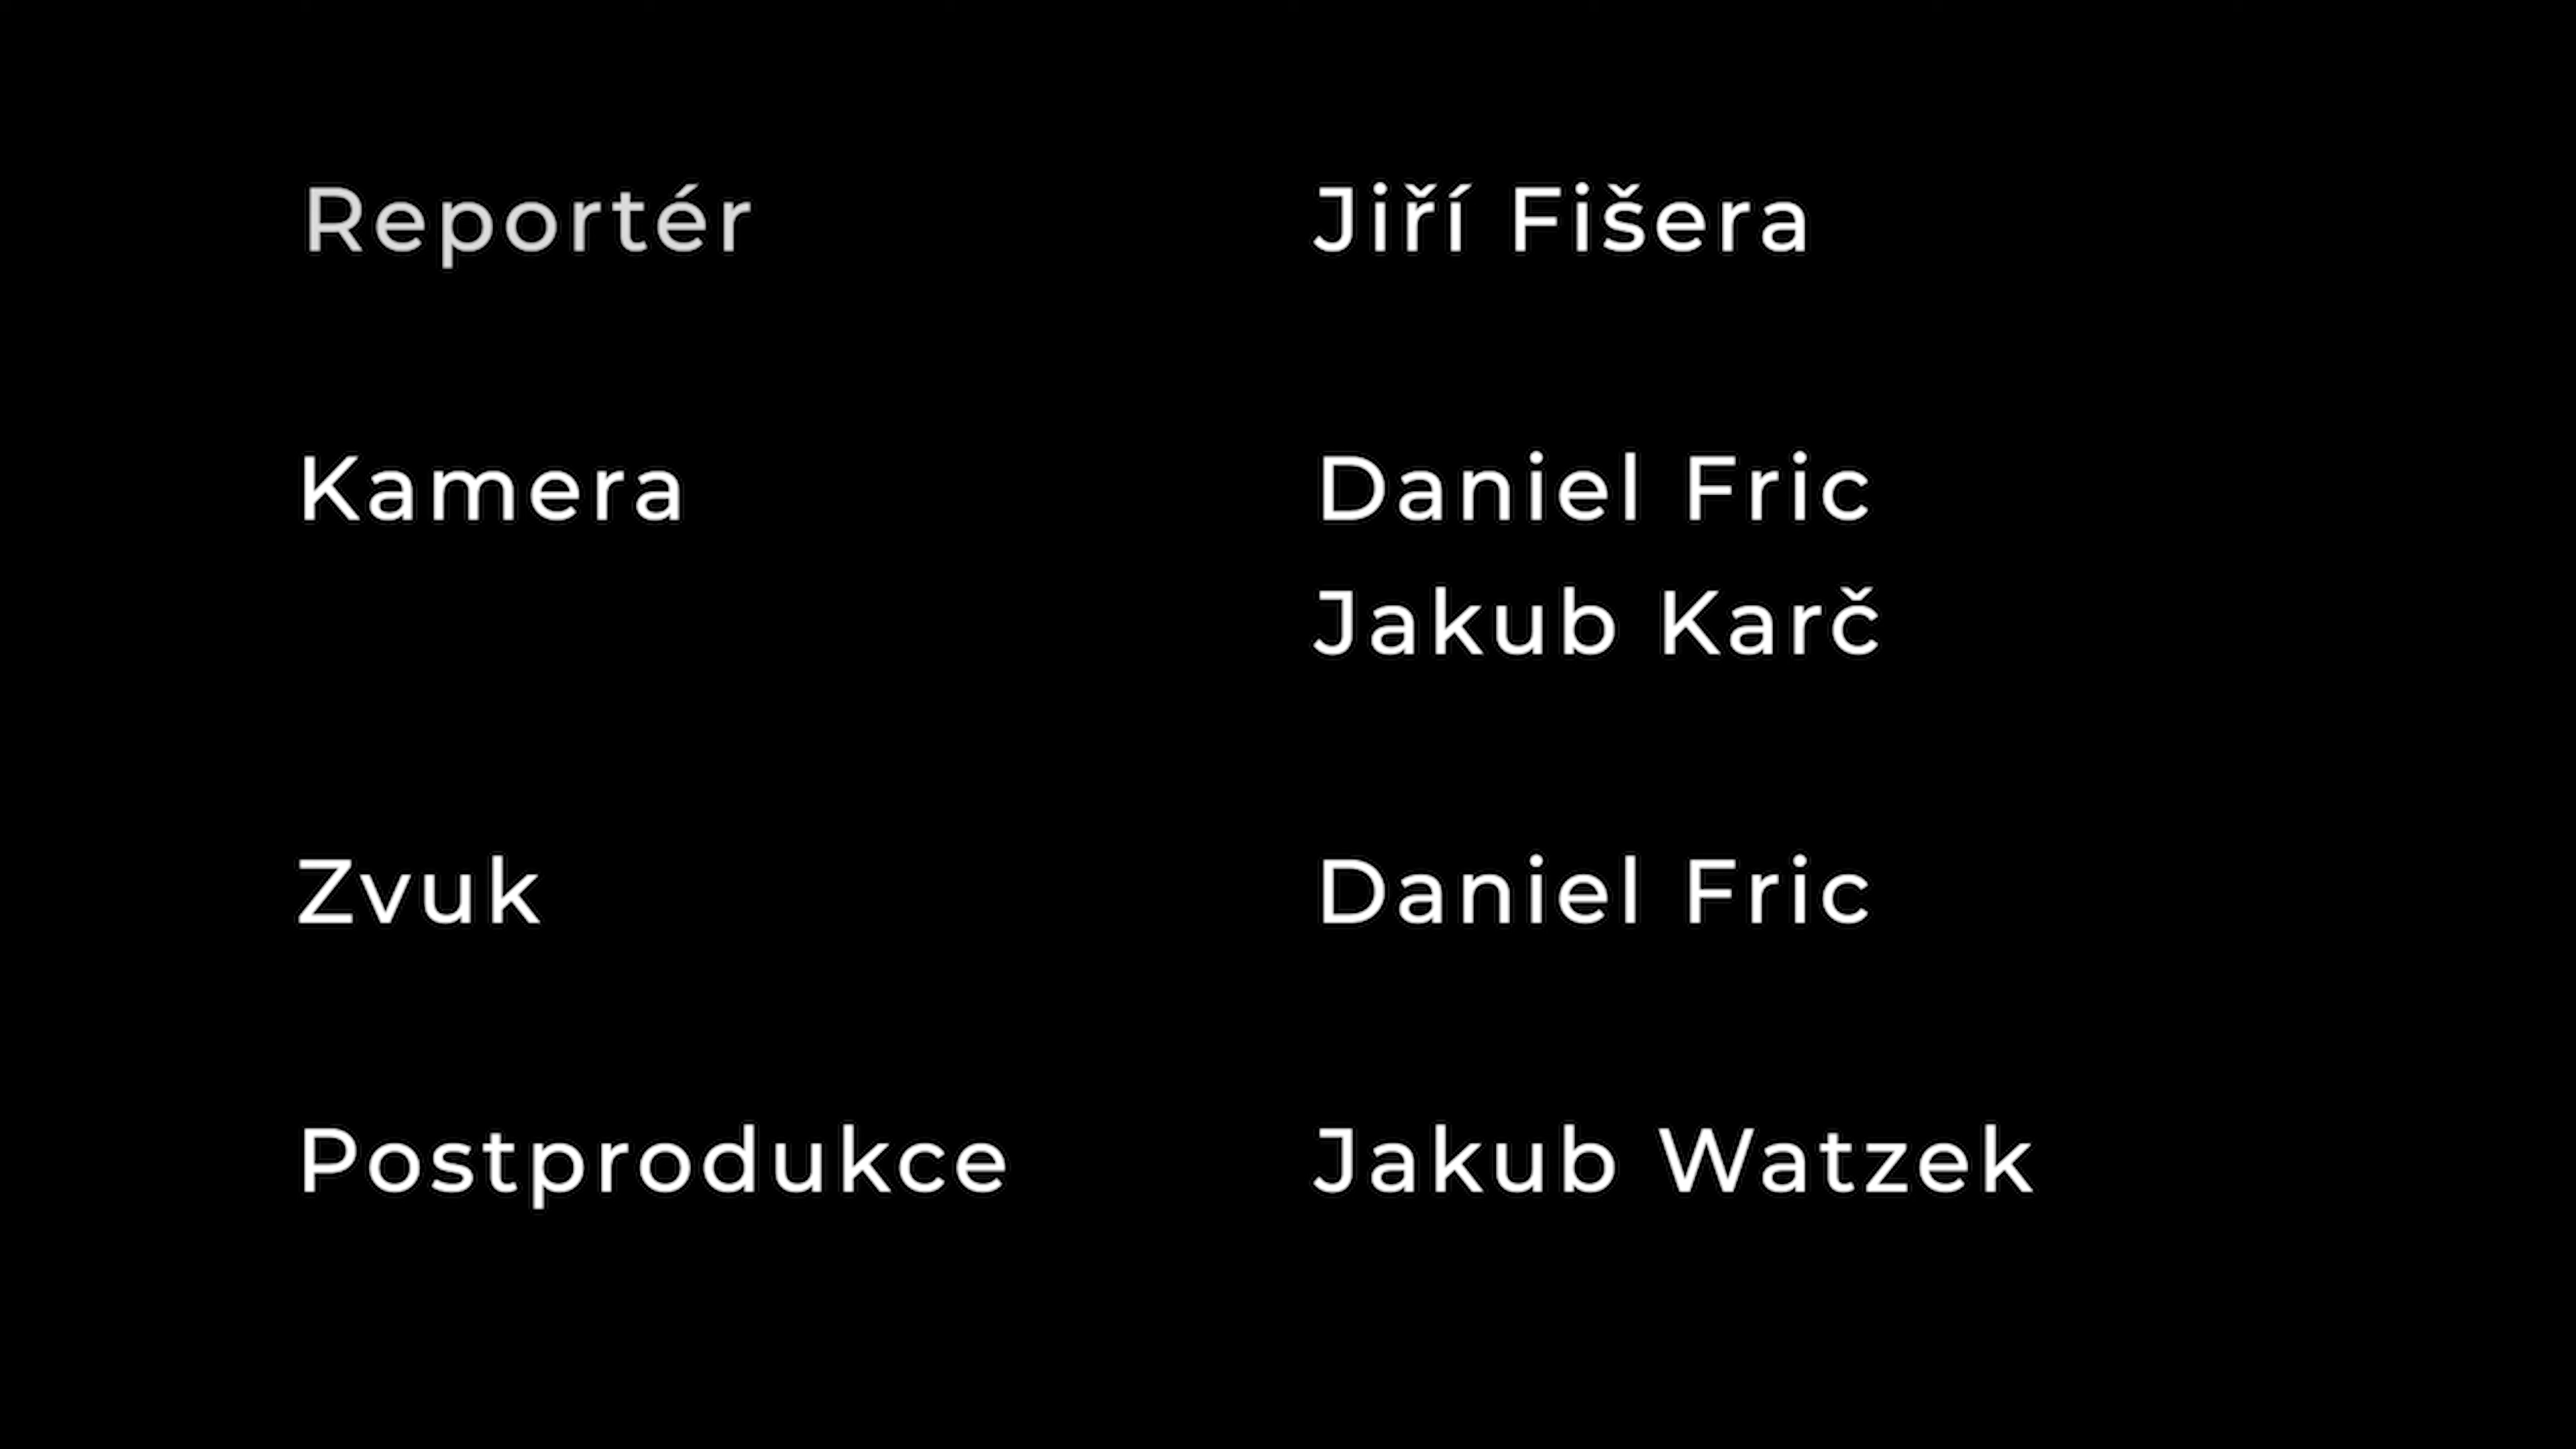 Reportér Jiří Fišera
Kamera Daniel Fric
Jakub Karč
Zvuk Daniel Fric
Postprodukce Jakub Watzek